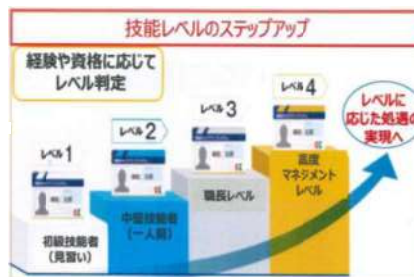 技能レベルのステップアップ
経験や資格に応じて
レベル判定
レベル1
レベル2
レベル3
レベル4
レベルに
応じた処遇の
実現へ
初級技能者
(見習い)
中堅技能者
(一人前)
職長レベル
高度
マネジメント
レベル